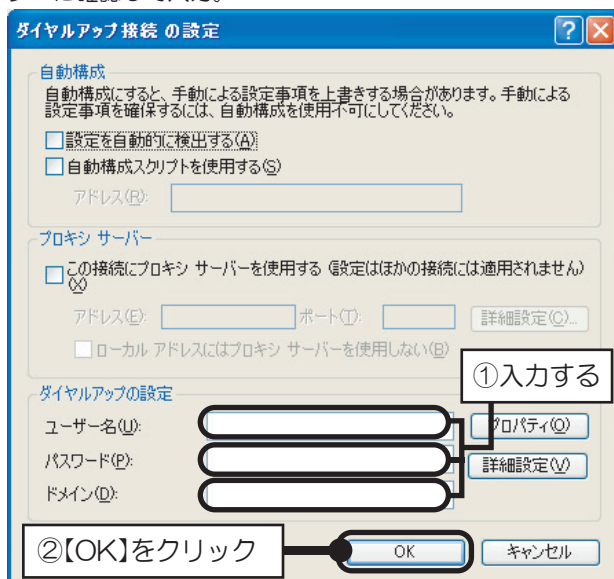 ダイヤルアップ接続 の設定
自動構成
自動構成にすると、手動による設定事項を上書きする場合があります。手動による
設定事項を確保するには、自動構成を使用不可にしてください。
設定を自動的に検出する(A)
自動構成スクリプトを使用する(S)
アドレス(R):
プロキシ サーバー
この接続にプロキシ サーバーを使用する (設定はほかの接続には適用されません)
(X)
アドレス(E):
ポート(T):
詳細設定(C)...
ローカル アドレスにはプロキシ サーバーを使用しない(B)
①入力する
ダイヤルアップの設定
ユーザー名(U):
プロパティ(O)
パスワード(P):
詳細設定(V)
ドメイン(D):
②【OK】をクリック
OK
キャンセル